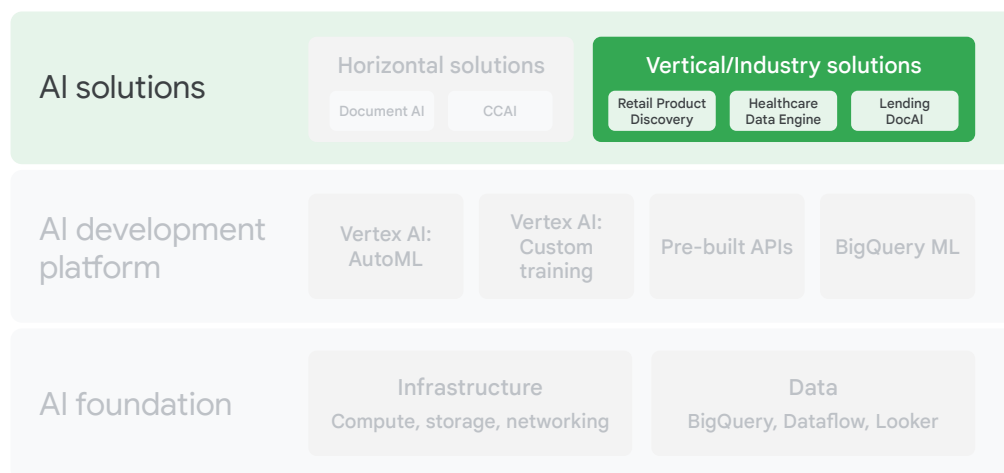 AI solutions
Horizontal solutions
Document AI
CCAI
Vertical/Industry solutions
Retail Product
Discovery
Healthcare
Data Engine
Lending
DocAI
AI development
platform
Vertex AI:
AutoML
Vertex AI:
Custom
training
Pre-built APIs
BigQuery ML
AI foundation
Infrastructure
Compute, storage, networking
Data
BigQuery, Dataflow, Looker